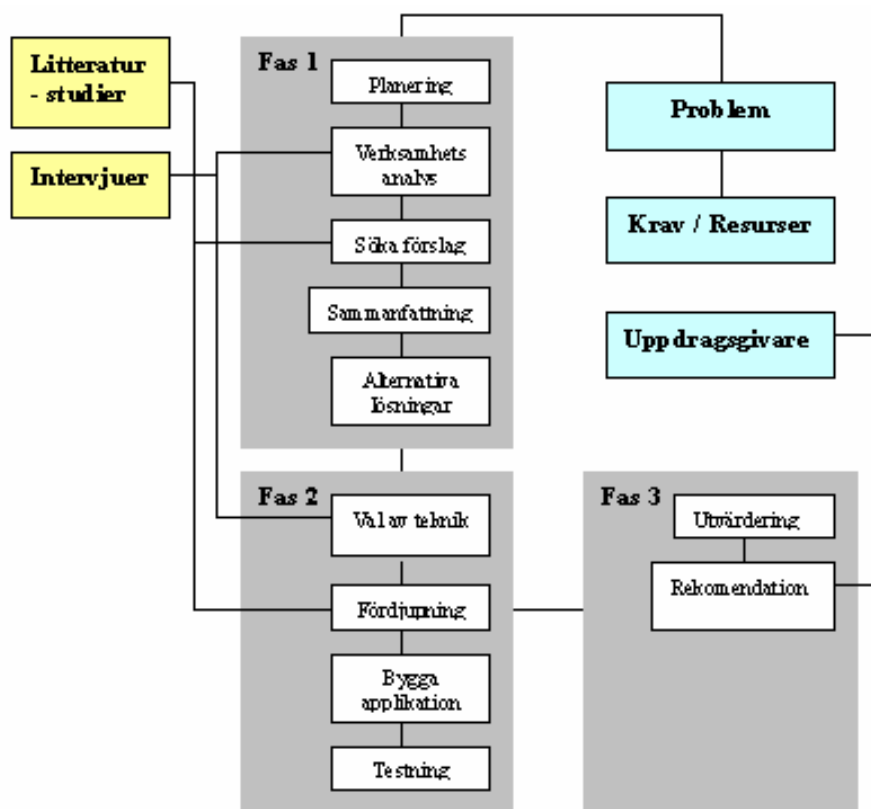 Litteratur
- studier
Intervjuer
Fas 1
Planering
Verksamhets
analys
Söka förslag
Sammanfattning
Alternativa
lösningar
Problem
Krav / Resurser
Uppdragsgivare
Fas 2
Val av teknik
Fördjupning
Bygga
applikation
Testning
Fas 3
Utvärdering
Rekomendation